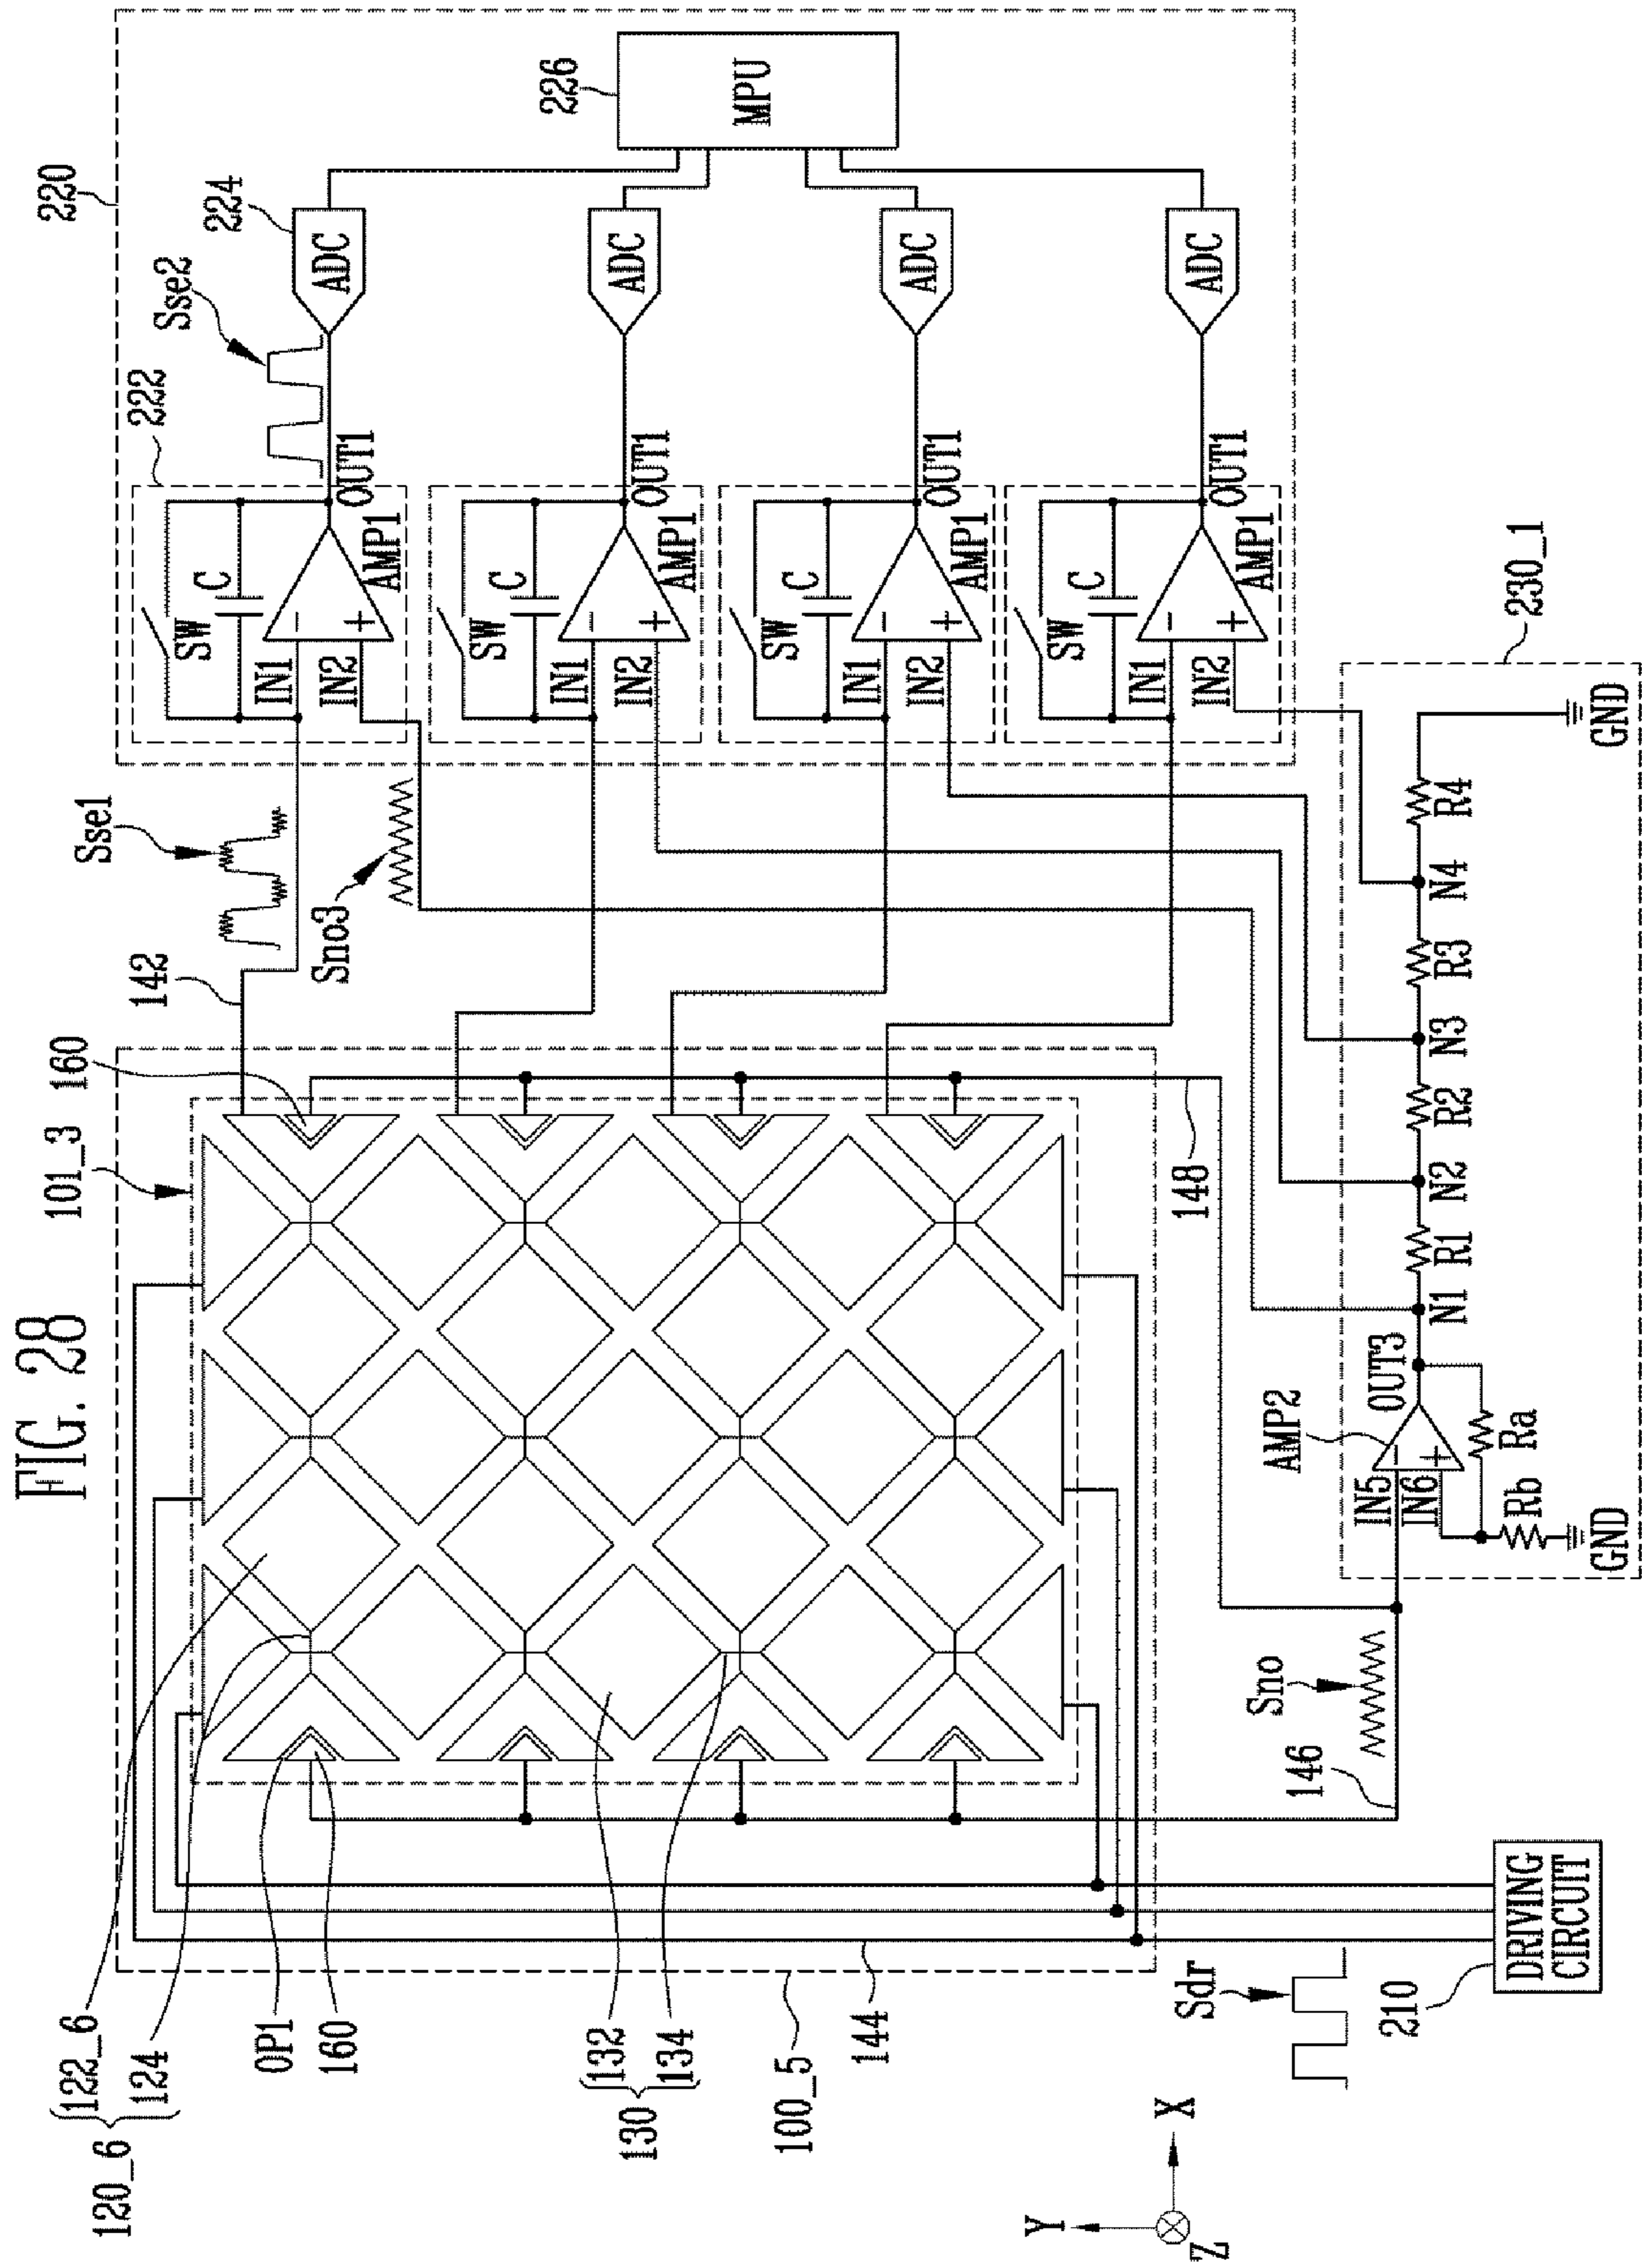 FIG. 28
220
226
MPU
224
ADC
ADC
ADC
ADC
Sse2
222
OUT1
OUT1
OUT1
OUT1
SW
C
AMP1
SW
C
AMP1
SW
C
AMP1
SW
C
AMP1
IN1
IN2
IN1
IN2
IN1
IN2
IN1
IN2
Sse1
Sno3
142
160
101_3
148
230_1
GND
R4
N4
R3
N3
R2
N2
R1
N1
OUT3
AMP2
IN5
IN6
Ra
Rb
GND
Sno
146
122_6
124
120_6
OP1
160
132
134
130
100_5
144
Sdr
210
DRIVING
CIRCUIT
X
Y
Z